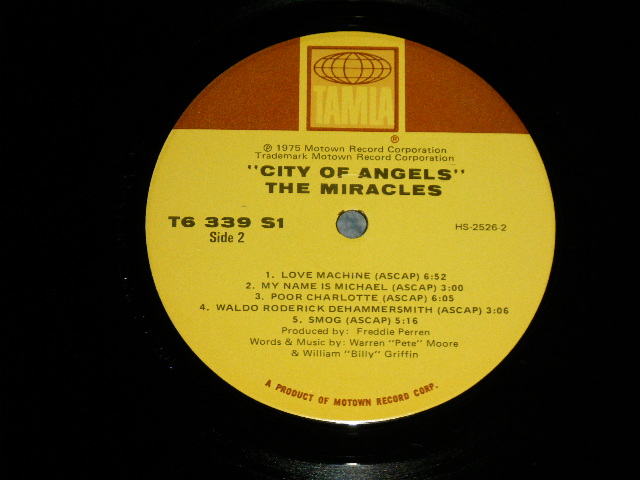 TAMLA
®
℗ 1975 Motown Record Corporation
Trademark Motown Record Corporation
"CITY OF ANGELS"
THE MIRACLES
T6 339 S1
Side 2
HS-2526-2
1. LOVE MACHINE (ASCAP) 6:52
2. MY NAME IS MICHAEL (ASCAP) 3:00
3. POOR CHARLOTTE (ASCAP) 6:05
4. WALDO RODERICK DEHAMMERSMITH (ASCAP) 3:06
5. SMOG (ASCAP) 5:16
Produced by: Freddie Perren
Words & Music by: Warren "Pete" Moore
& William "Billy" Griffin
A PRODUCT OF MOTOWN RECORD CORP.